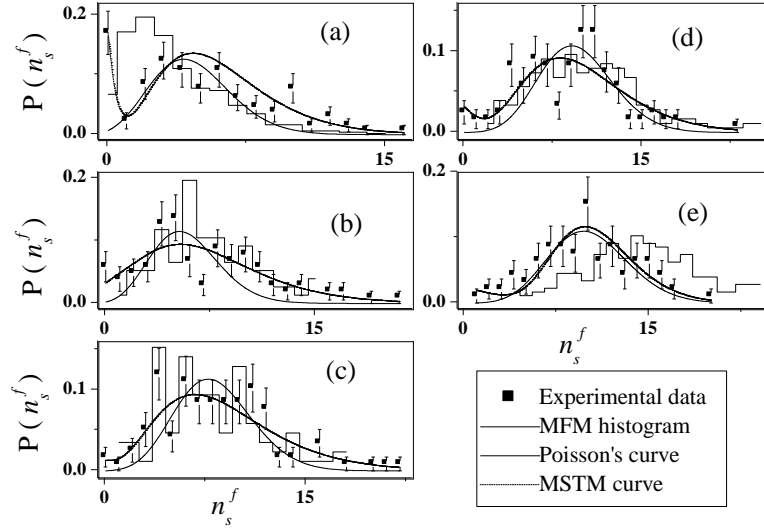 0.2
(a)
P ( n_s^f )
0.0
0
15
0.1
(d)
0.0
0
15
0.2
(b)
P ( n_s^f )
0.0
0
15
0.2
(e)
0.0
0
15
n_s^f
(c)
P ( n_s^f )
0.1
0.0
0
15
n_s^f
Experimental data
MFM histogram
Poisson's curve
MSTM curve